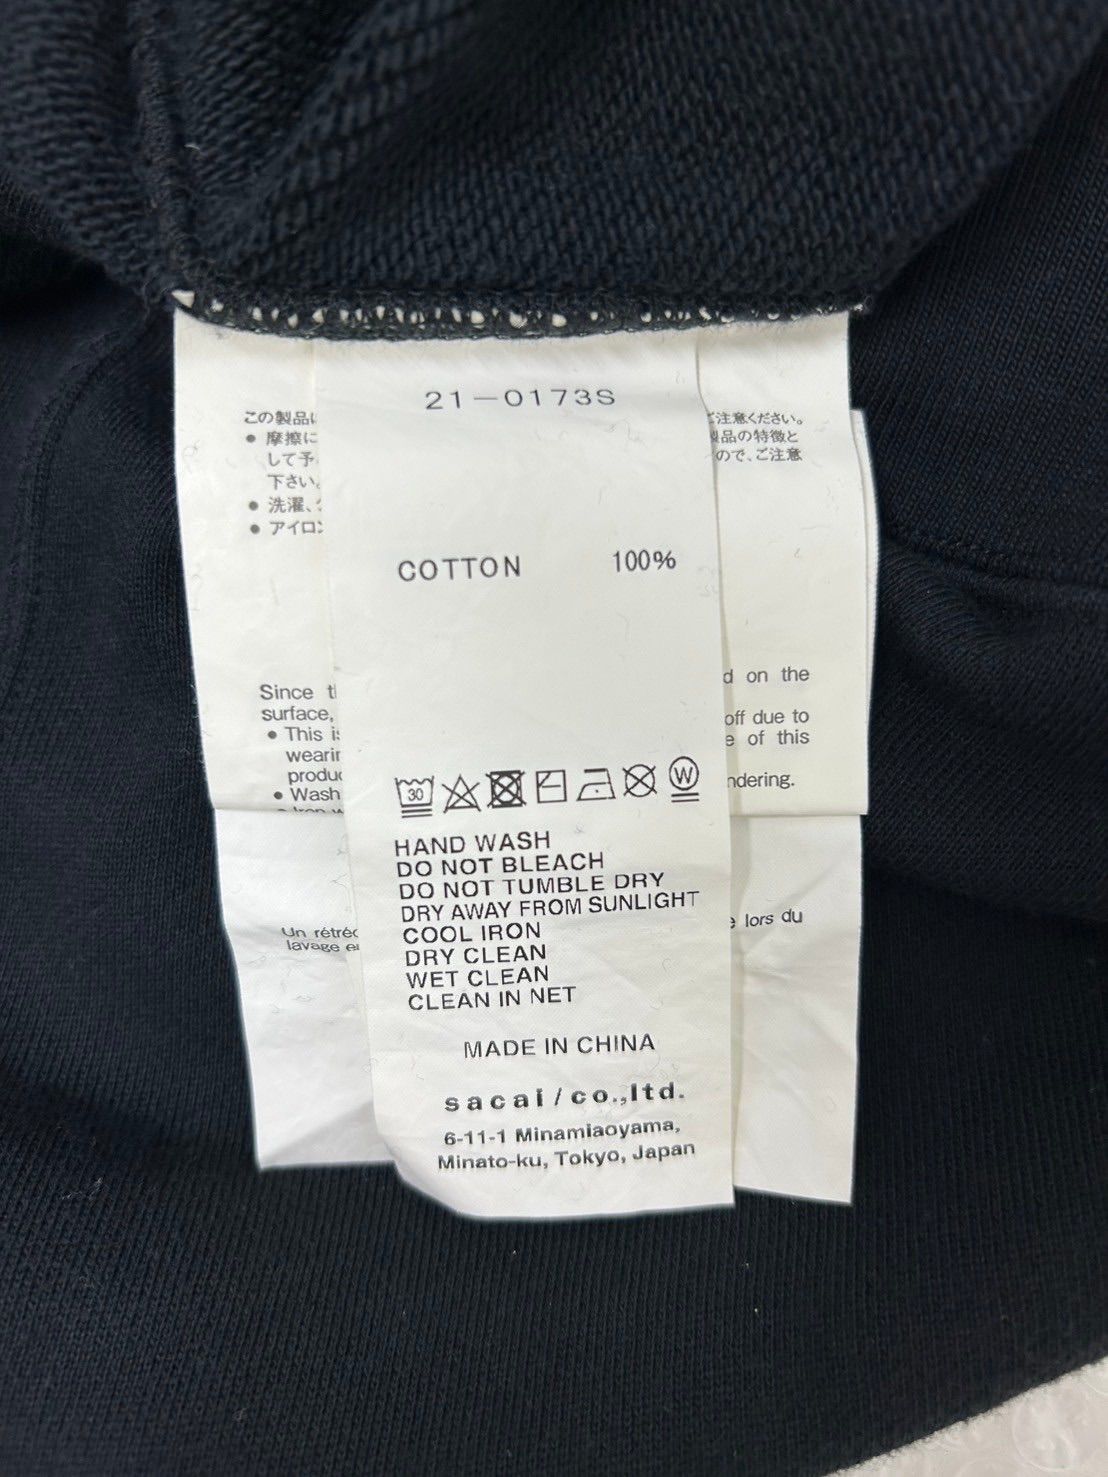 21-0173S
この製品に
ご注意ください。
● 摩擦に
製品の特徴と
して予
ので、ご注意
下さい。
● 洗濯、
● アイロン
COTTON 100%
Since
surface,
d on the
● This is
off due to
e of this
● Wash
ndering.
30 W
HAND WASH
DO NOT BLEACH
DO NOT TUMBLE DRY
DRY AWAY FROM SUNLIGHT
COOL IRON
DRY CLEAN
WET CLEAN
CLEAN IN NET
Un rétréc
e lors du
lavage e
MADE IN CHINA
sacai/co.,ltd.
6-11-1 Minamiaoyama,
Minato-ku, Tokyo, Japan